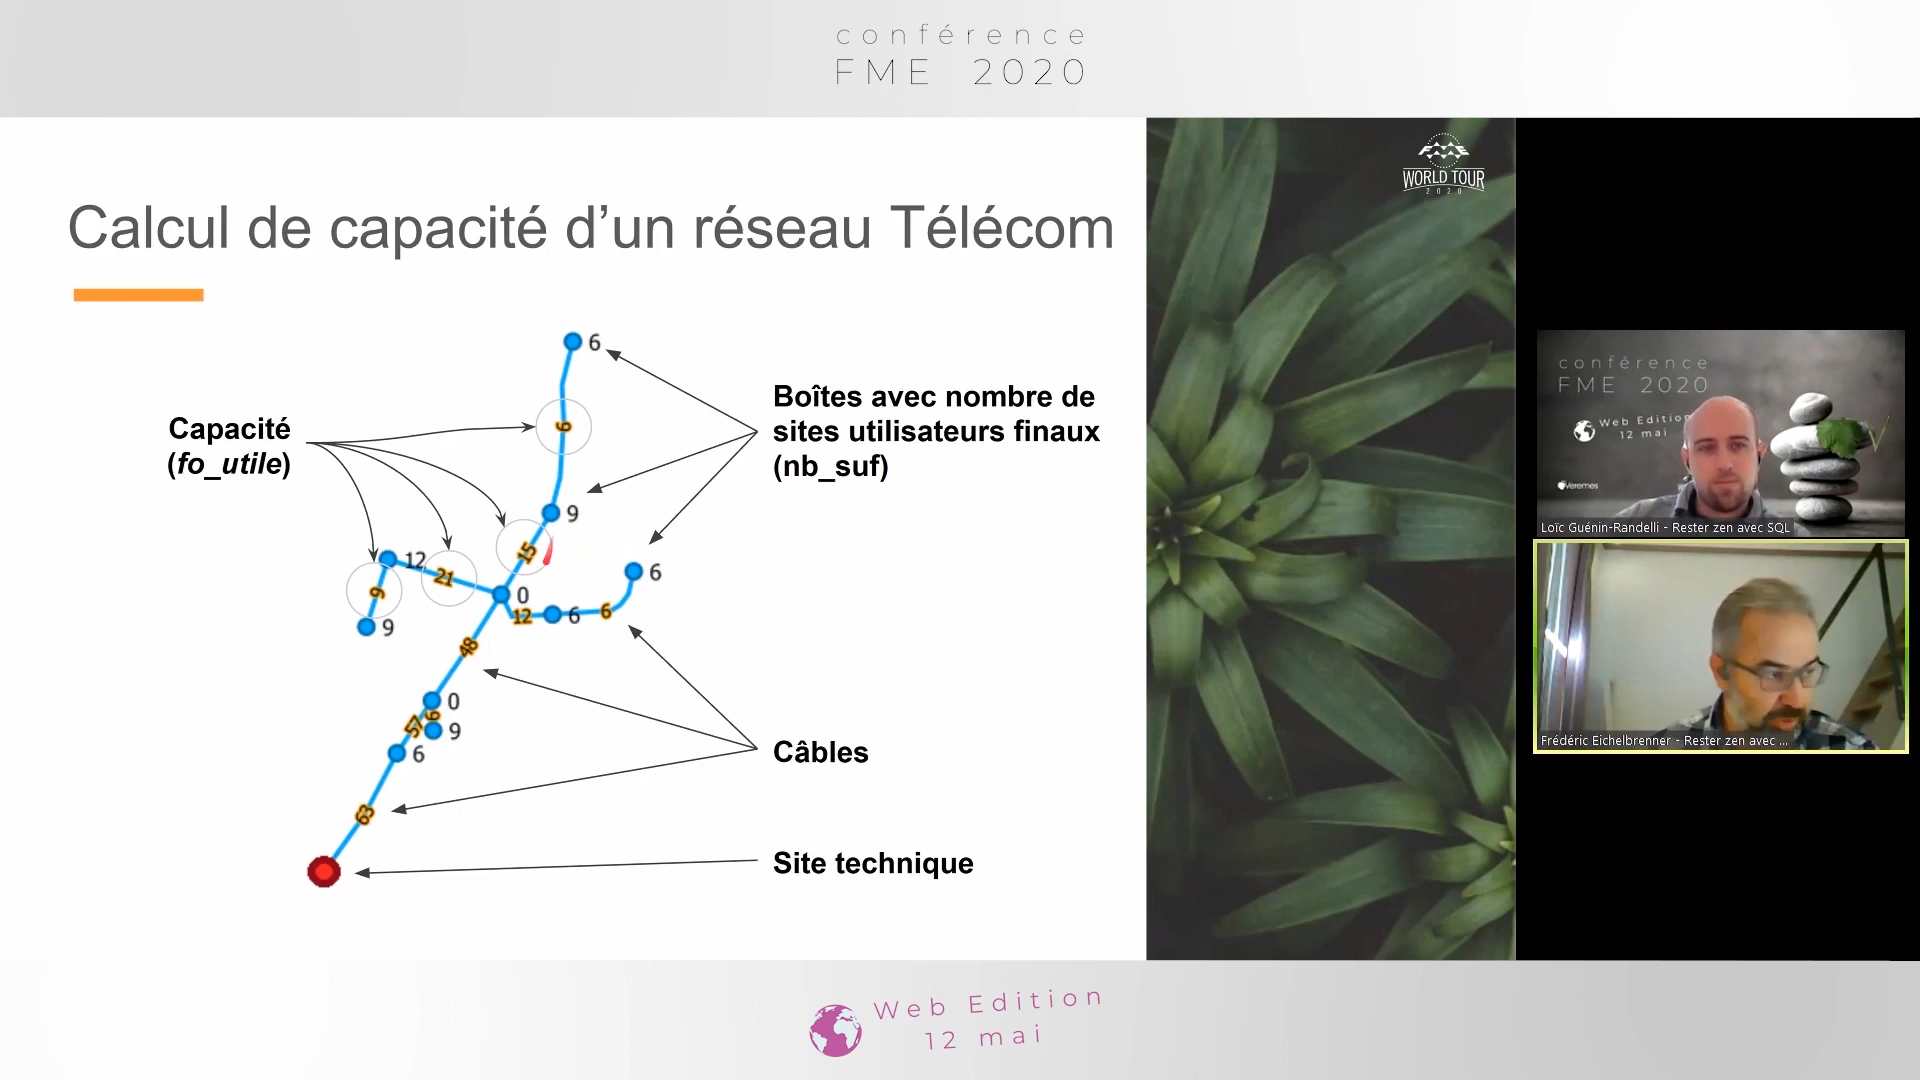 conférence
FME 2020
WORLD TOUR
2020
Calcul de capacité d’un réseau Télécom
Capacité
(fo_utile)
Boîtes avec nombre de
sites utilisateurs finaux
(nb_suf)
Câbles
Site technique
6
6
9
15
12
21
9
9
0
12
6
6
6
48
0
57
9
9
6
63
conférence
FME 2020
Web Edition
12 mai
Veremes
Loïc Guénin-Randelli - Rester zen avec SQL
Frédéric Eichelbrenner - Rester zen avec ...
Web Edition
12 mai